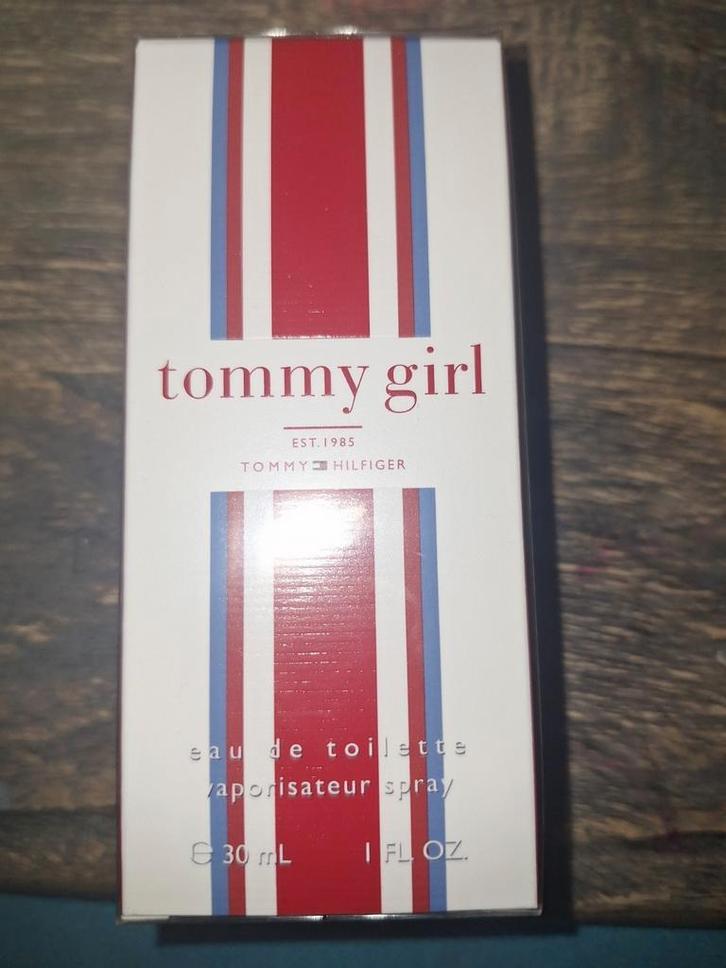 tommy girl
EST.1985
TOMMY HILFIGER
eau de toilette
vaporisateur spray
℮ 30 mL 1 FL. OZ.